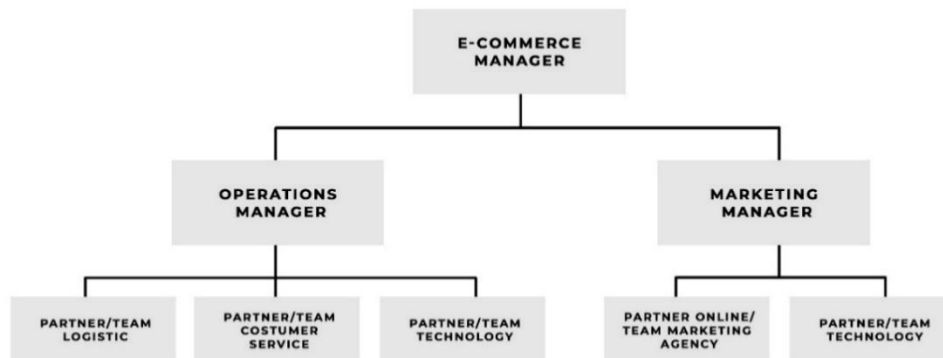 E-COMMERCE
MANAGER
OPERATIONS
MANAGER
MARKETING
MANAGER
PARTNER/TEAM
LOGISTIC
PARTNER/TEAM
COSTUMER
SERVICE
PARTNER/TEAM
TECHNOLOGY
PARTNER ONLINE/
TEAM MARKETING
AGENCY
PARTNER/TEAM
TECHNOLOGY